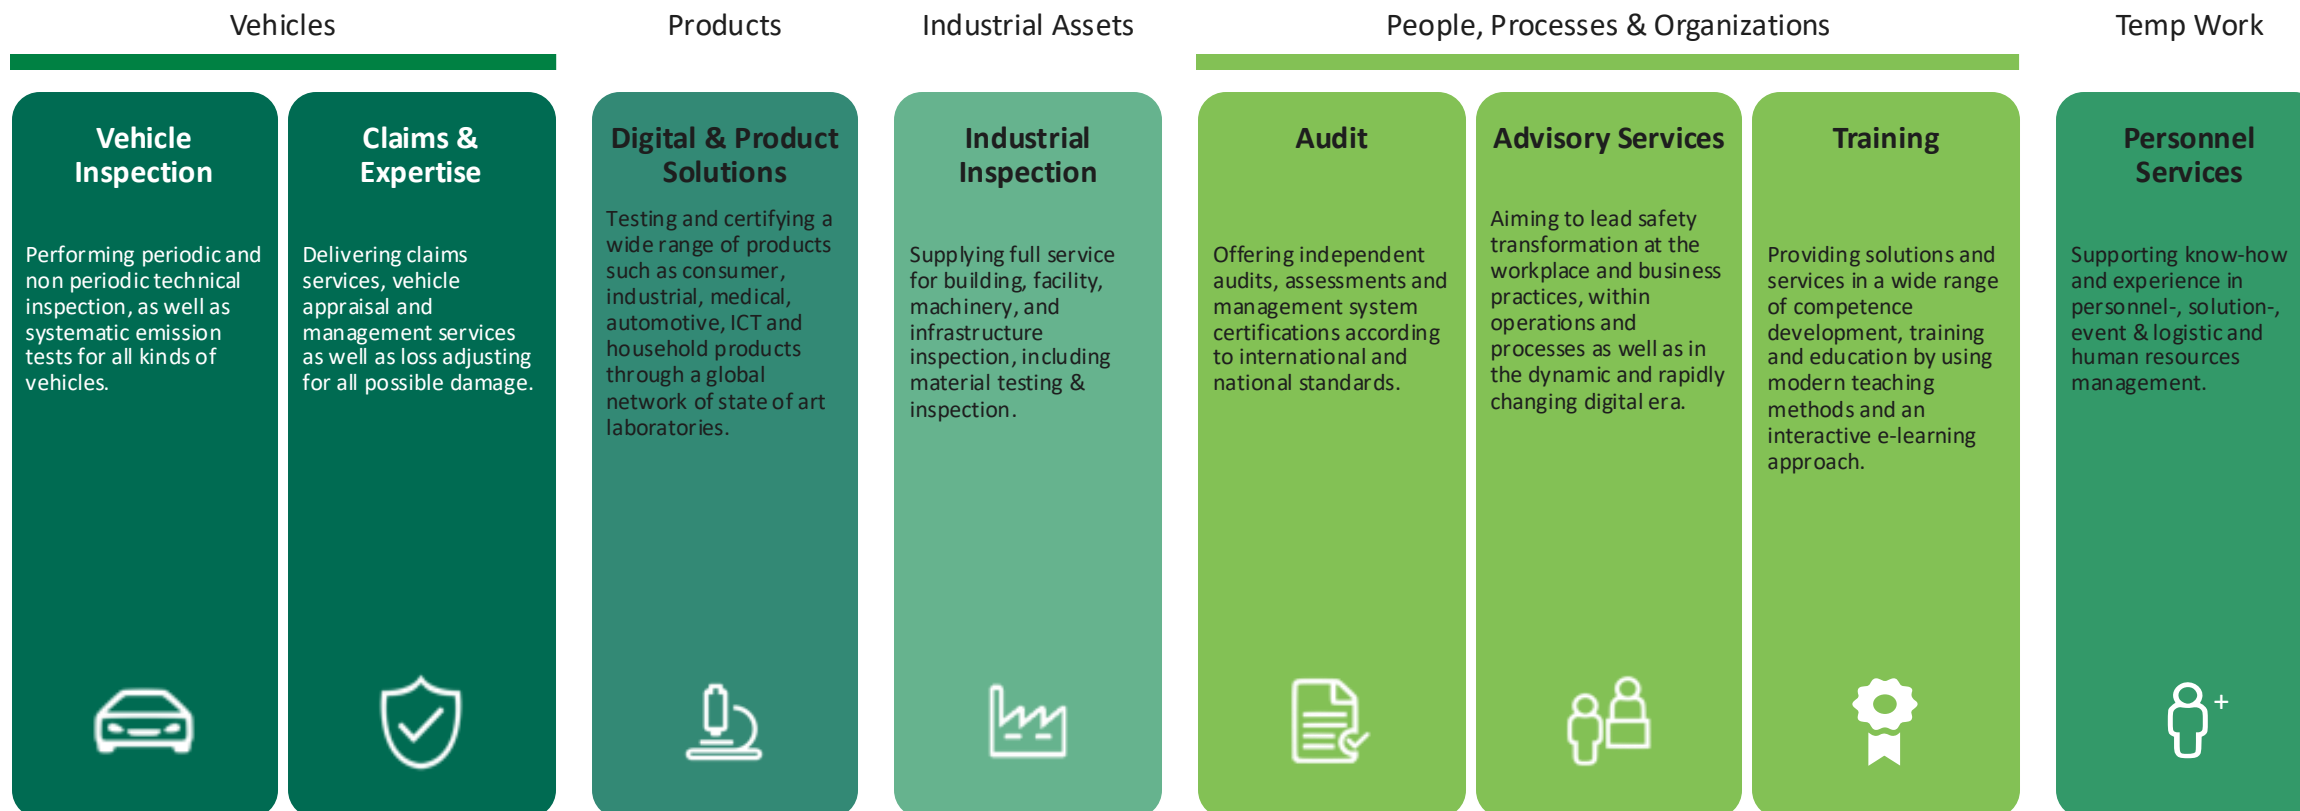 Vehicles
Products
Industrial Assets
People, Processes & Organizations
Temp Work
Vehicle
Inspection
Performing periodic and
non periodic technical
inspection, as well as
systematic emission
tests for all kinds of
vehicles.
Claims &
Expertise
Delivering claims
services, vehicle
appraisal and
management services
as well as loss adjusting
for all possible damage.
Digital & Product
Solutions
Testing and certifying a
wide range of products
such as consumer,
industrial, medical,
automotive, ICT and
household products
through a global
network of state of art
laboratories.
Industrial
Inspection
Supplying full service
for building, facility,
machinery, and
infrastructure
inspection, including
material testing &
inspection.
Audit
Offering independent
audits, assessments and
management system
certifications according
to international and
national standards.
Advisory Services
Aiming to lead safety
transformation at the
workplace and business
practices, within
operations and
processes as well as in
the dynamic and rapidly
changing digital era.
Training
Providing solutions and
services in a wide range
of competence
development, training
and education by using
modern teaching
methods and an
interactive e-learning
approach.
Personnel
Services
Supporting know-how
and experience in
personnel-, solution-,
event & logistic and
human resources
management.